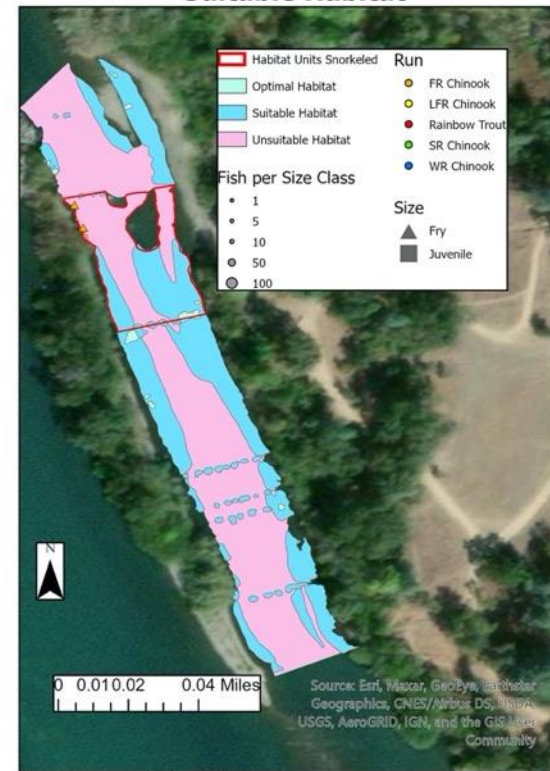 Habitat Units Snorkeled
Optimal Habitat
Suitable Habitat
Unsuitable Habitat
Fish per Size Class
1
5
10
50
100
Run
FR Chinook
LFR Chinook
Rainbow Trout
SR Chinook
WR Chinook
Size
Fry
Juvenile
N
0 0.01 0.02 0.04 Miles
Source: Esri, Maxar, GeoEye, Earthstar
Geographics, CNES/Airbus DS, USDA,
USGS, AeroGRID, IGN, and the GIS User
Community